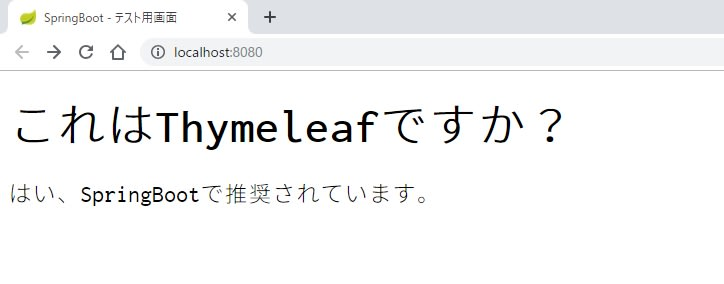 SpringBoot - テスト用画面
localhost:8080
これはThymeleafですか？
はい、SpringBootで推奨されています。